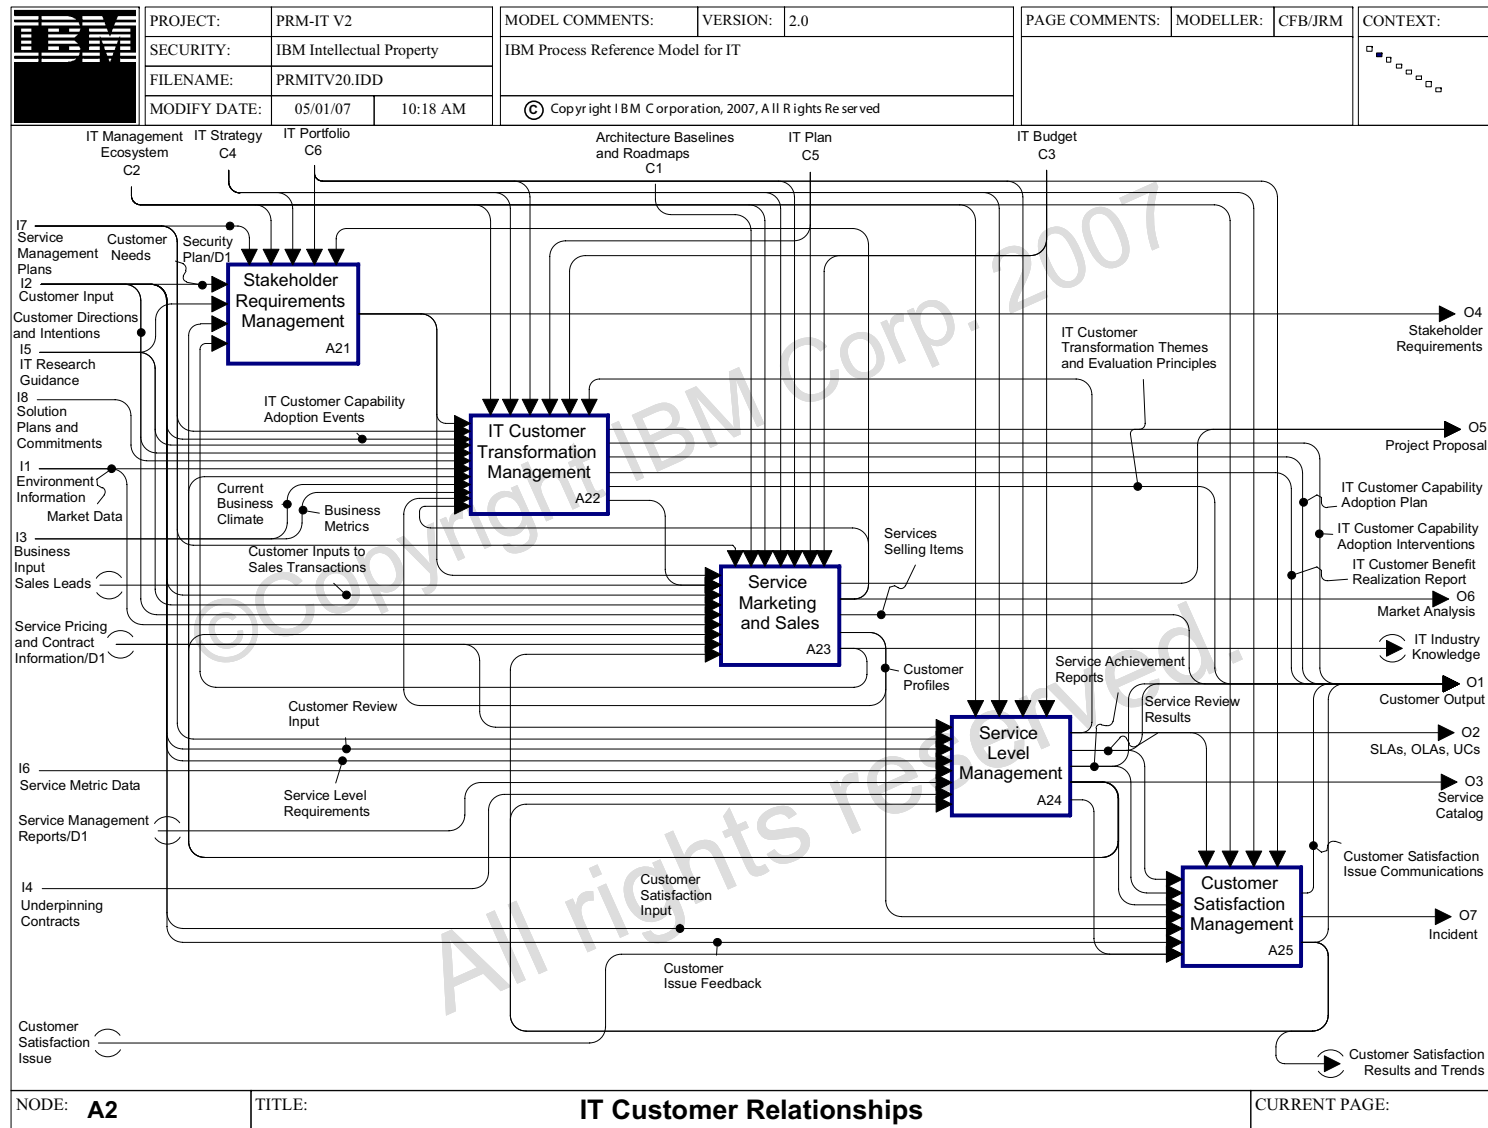 IBM
PROJECT: PRM-IT V2
SECURITY: IBM Intellectual Property
FILENAME: PRMITV20.IDD
MODIFY DATE: 05/01/07 10:18 AM
MODEL COMMENTS: VERSION: 2.0
IBM Process Reference Model for IT
© Copyright IBM Corporation, 2007, All Rights Reserved
PAGE COMMENTS: MODELLER: CFB/JRM
CONTEXT:
IT Management
Ecosystem
C2
IT Strategy
C4
IT Portfolio
C6
Architecture Baselines
and Roadmaps
C1
IT Plan
C5
IT Budget
C3
I7
Service
Management
Plans
Customer
Needs
Security
Plan/D1
I2
Customer Input
Customer Directions
and Intentions
I5
IT Research
Guidance
I8
Solution
Plans and
Commitments
I1
Environment
Information
Market Data
I3
Business
Input
Sales Leads
Service Pricing
and Contract
Information/D1
I6
Service Metric Data
Service Management
Reports/D1
I4
Underpinning
Contracts
Customer
Satisfaction
Issue
Stakeholder
Requirements
Management
A21
IT Customer Capability
Adoption Events
Current
Business
Climate
Business
Metrics
Customer Inputs to
Sales Transactions
IT Customer
Transformation
Management
A22
Customer Review
Input
Service Level
Requirements
Service
Marketing
and Sales
A23
Services
Selling Items
Customer
Profiles
IT Customer
Transformation Themes
and Evaluation Principles
Service Achievement
Reports
Service Review
Results
Service
Level
Management
A24
Customer
Satisfaction
Input
Customer
Issue Feedback
Customer
Satisfaction
Management
A25
O4
Stakeholder
Requirements
O5
Project Proposal
IT Customer Capability
Adoption Plan
IT Customer Capability
Adoption Interventions
IT Customer Benefit
Realization Report
O6
Market Analysis
IT Industry
Knowledge
O1
Customer Output
O2
SLAs, OLAs, UCs
O3
Service
Catalog
Customer Satisfaction
Issue Communications
O7
Incident
Customer Satisfaction
Results and Trends
©Copyright IBM Corp. 2007
All rights reserved.
NODE: A2
TITLE: IT Customer Relationships
CURRENT PAGE: